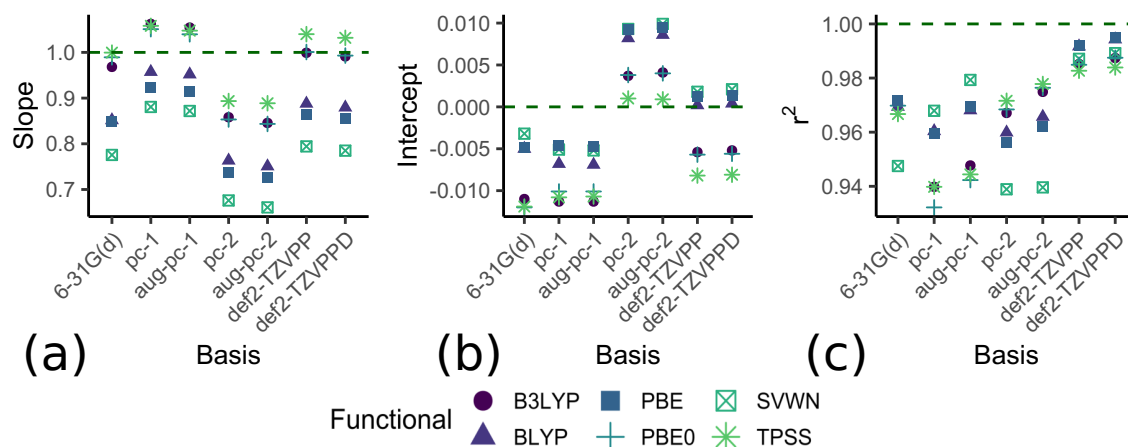 Slope
1.0
0.9
0.8
0.7
6-31G(d)
pc-1
aug-pc-1
pc-2
aug-pc-2
def2-TZVPP
def2-TZVPPD
(a)
Basis
Intercept
0.010
0.005
0.000
-0.005
-0.010
6-31G(d)
pc-1
aug-pc-1
pc-2
aug-pc-2
def2-TZVPP
def2-TZVPPD
(b)
Basis
r²
1.00
0.98
0.96
0.94
6-31G(d)
pc-1
aug-pc-1
pc-2
aug-pc-2
def2-TZVPP
def2-TZVPPD
(c)
Basis
Functional
B3LYP
PBE
SVWN
BLYP
PBE0
TPSS